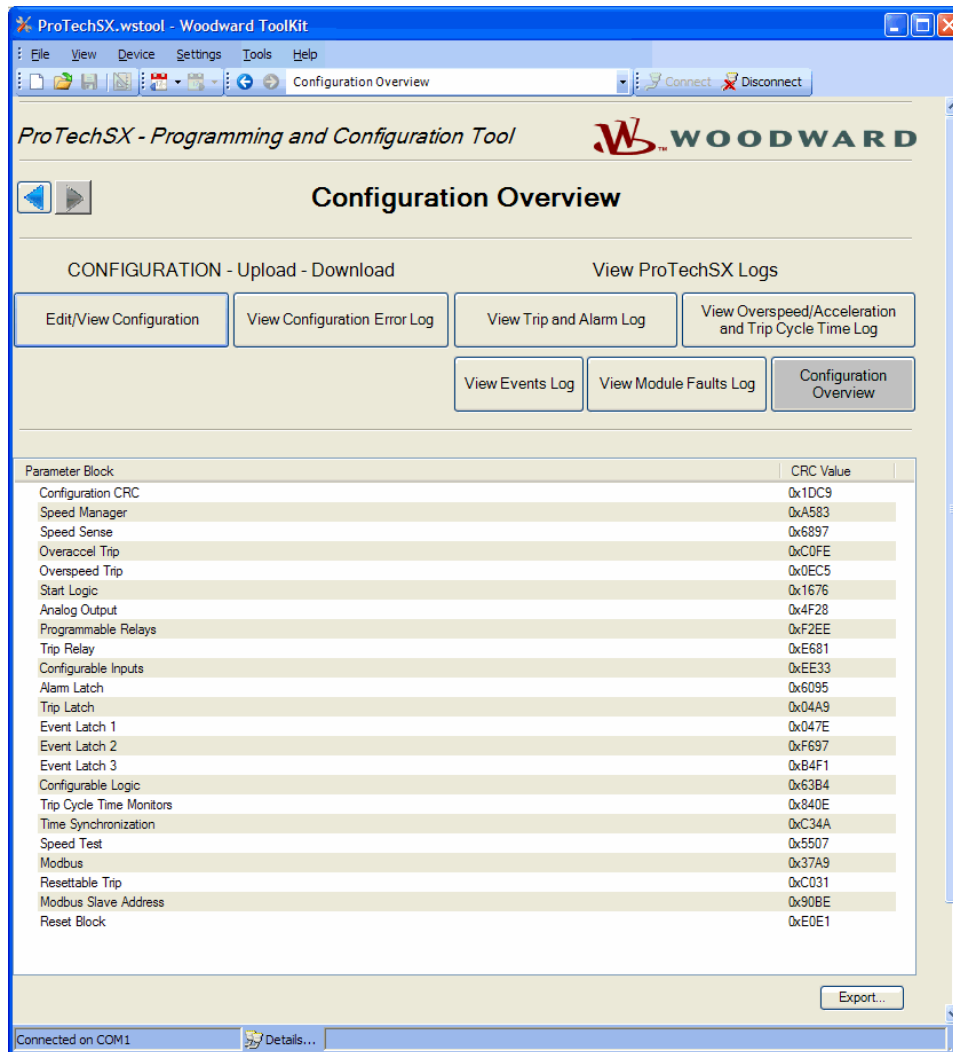 ProTechSX.wstool - Woodward ToolKit
File View Device Settings Tools Help
Configuration Overview Connect Disconnect
ProTechSX - Programming and Configuration Tool
WOODWARD
Configuration Overview
CONFIGURATION - Upload - Download View ProTechSX Logs
Edit/View Configuration View Configuration Error Log View Trip and Alarm Log View Overspeed/Acceleration
and Trip Cycle Time Log
View Events Log View Module Faults Log Configuration
Overview
Parameter Block CRC Value
Configuration CRC 0x1DC9
Speed Manager 0xA583
Speed Sense 0x6897
Overaccel Trip 0xC0FE
Overspeed Trip 0x0EC5
Start Logic 0x1676
Analog Output 0x4F28
Programmable Relays 0xF2EE
Trip Relay 0xE681
Configurable Inputs 0xEE33
Alarm Latch 0x6095
Trip Latch 0x04A9
Event Latch 1 0x047E
Event Latch 2 0xF697
Event Latch 3 0xB4F1
Configurable Logic 0x63B4
Trip Cycle Time Monitors 0x840E
Time Synchronization 0xC34A
Speed Test 0x5507
Modbus 0x37A9
Resettable Trip 0xC031
Modbus Slave Address 0x90BE
Reset Block 0xE0E1
Export...
Connected on COM1 Details...